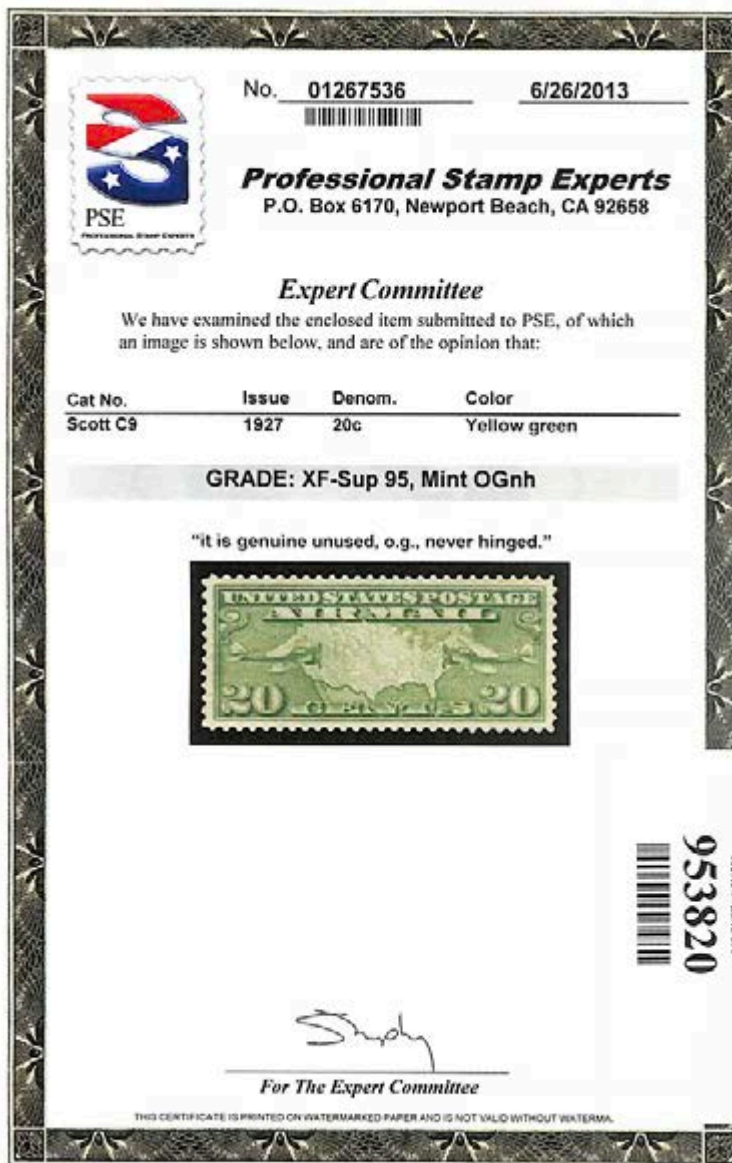 No. 01267536 6/26/2013
PSE
PROFESSIONAL STAMP EXPERTS
Professional Stamp Experts
P.O. Box 6170, Newport Beach, CA 92658
Expert Committee
We have examined the enclosed item submitted to PSE, of which
an image is shown below, and are of the opinion that:
Cat No. Issue Denom. Color
Scott C9 1927 20c Yellow green
GRADE: XF-Sup 95, Mint OGnh
"it is genuine unused, o.g., never hinged."
UNITED STATES POSTAGE
20 20
953820
For The Expert Committee
THIS CERTIFICATE IS PRINTED ON WATERMARKED PAPER AND IS NOT VALID WITHOUT WATERMA.